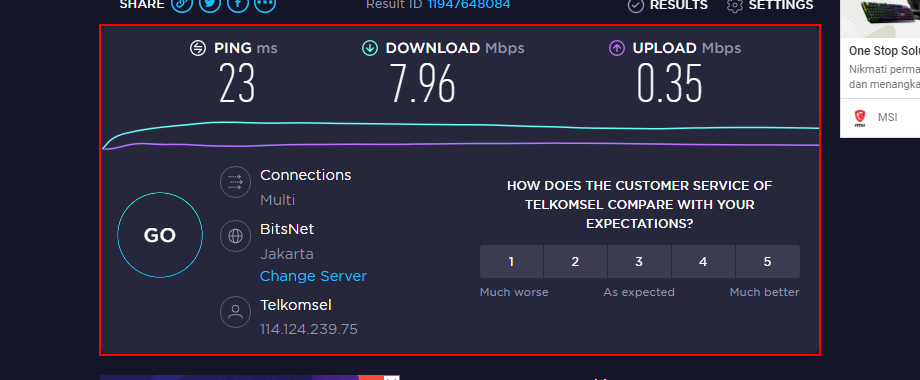 SHARE
Result ID 11947648084
RESULTS
SETTINGS
PING ms
23
DOWNLOAD Mbps
7.96
UPLOAD Mbps
0.35
GO
Connections
Multi
BitsNet
Jakarta
Change Server
Telkomsel
114.124.239.75
HOW DOES THE CUSTOMER SERVICE OF
TELKOMSEL COMPARE WITH YOUR
EXPECTATIONS?
1 2 3 4 5
Much worse As expected Much better
One Stop Solu
Nikmati perma
dan menangka
msi MSI